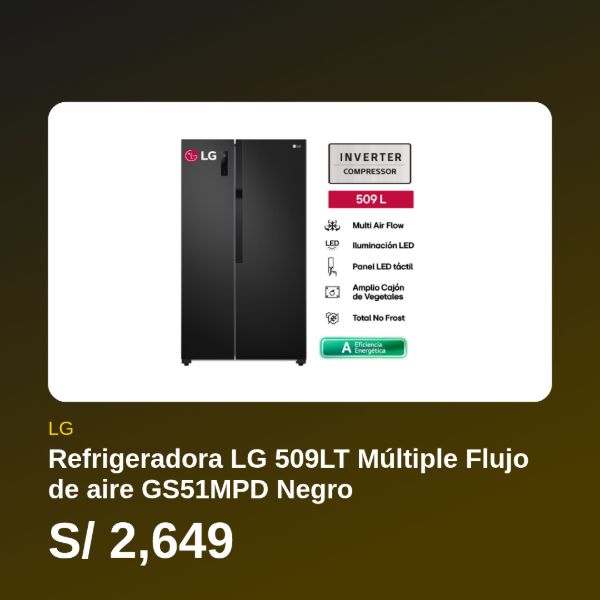 LG
INVERTER
COMPRESSOR
509 L
Multi Air Flow
LED
Iluminación LED
Panel LED táctil
Amplio Cajón
de Vegetales
Total No Frost
A Eficiencia
Energética
LG
Refrigeradora LG 509LT Múltiple Flujo
de aire GS51MPD Negro
S/ 2,649